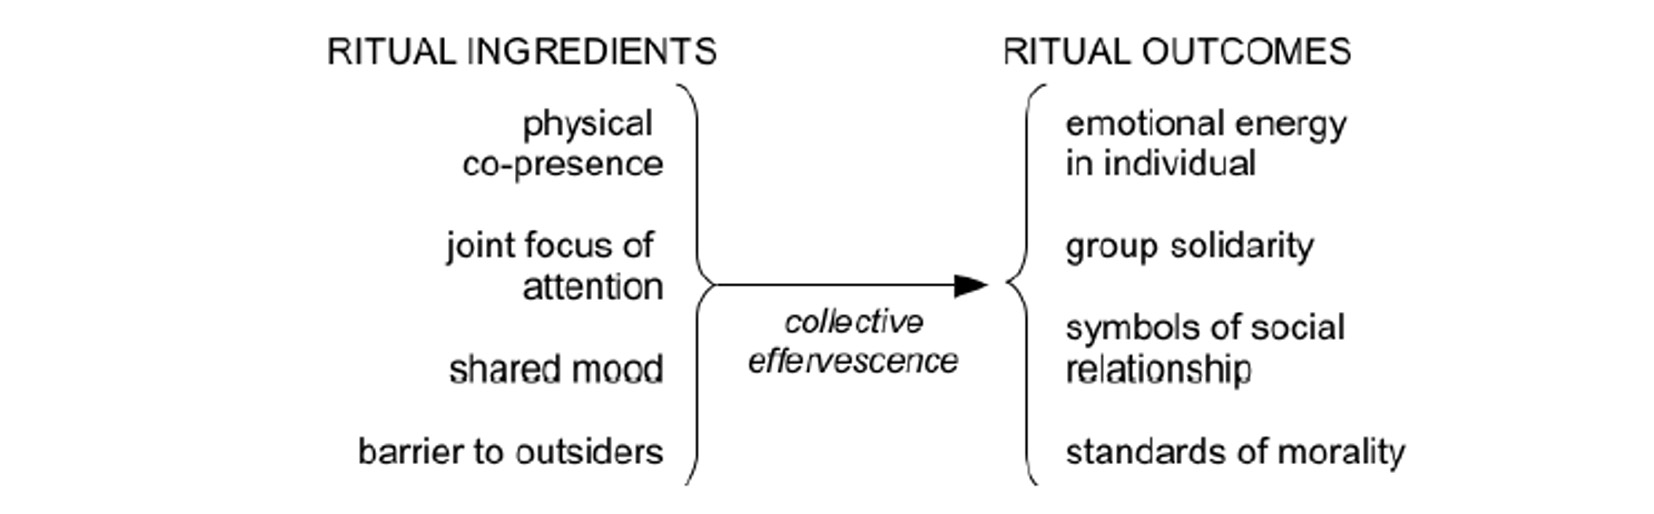 RITUAL INGREDIENTS
physical
co-presence
joint focus of
attention
shared mood
barrier to outsiders
collective
effervescence
RITUAL OUTCOMES
emotional energy
in individual
group solidarity
symbols of social
relationship
standards of morality